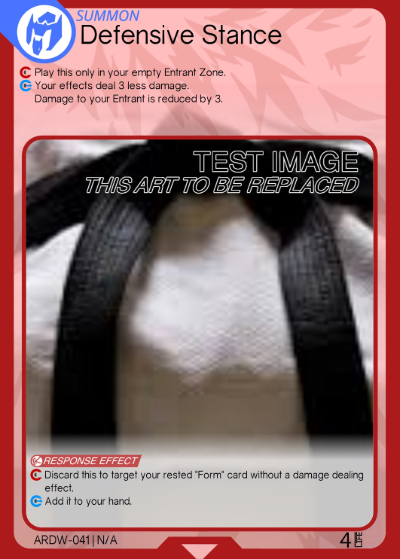 SUMMON
Defensive Stance
C Play this only in your empty Entrant Zone.
E Your effects deal 3 less damage.
Damage to your Entrant is reduced by 3.
TEST IMAGE
THIS ART TO BE REPLACED
RESPONSE EFFECT
C Discard this to target your rested "Form" card without a damage dealing
effect.
E Add it to your hand.
ARDW-041 | N/A
4 LIFE